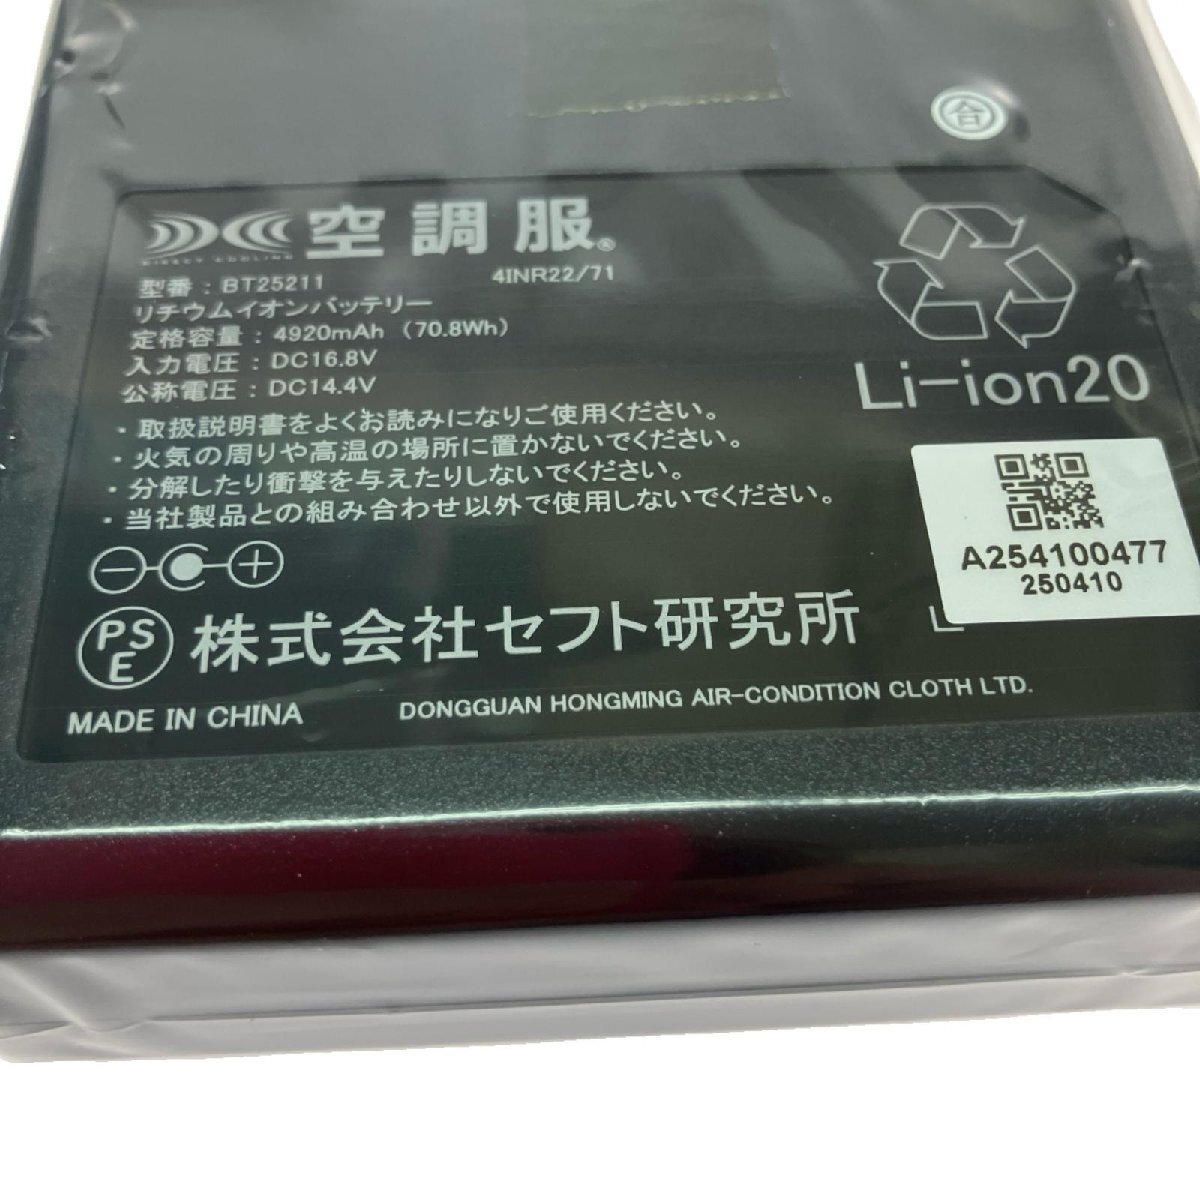 合
空調服®
型番：BT25211
4INR22/71
リチウムイオンバッテリー
定格容量：4920mAh（70.8Wh）
入力電圧：DC16.8V
公称電圧：DC14.4V
・取扱説明書をよくお読みになりご使用ください。
・火気の周りや高温の場所に置かないでください。
・分解したり衝撃を与えたりしないでください。
・当社製品との組み合わせ以外で使用しないでください。
Li-ion20
A254100477
250410
PSE 株式会社セフト研究所
MADE IN CHINA
DONGGUAN HONGMING AIR-CONDITION CLOTH LTD.